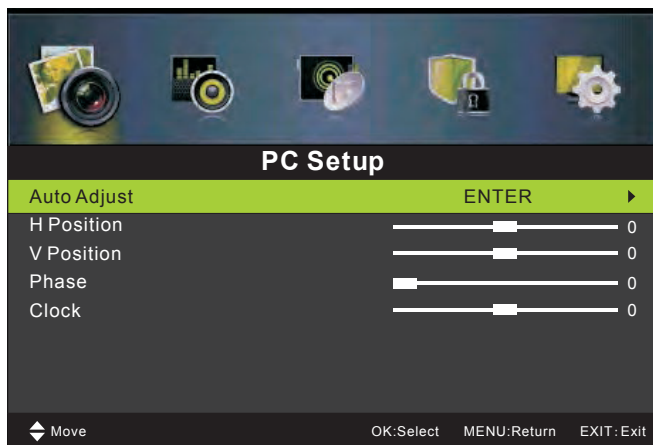 PC Setup
Auto Adjust ENTER
H Position 0
V Position 0
Phase 0
Clock 0
Move OK:Select MENU:Return EXIT:Exit